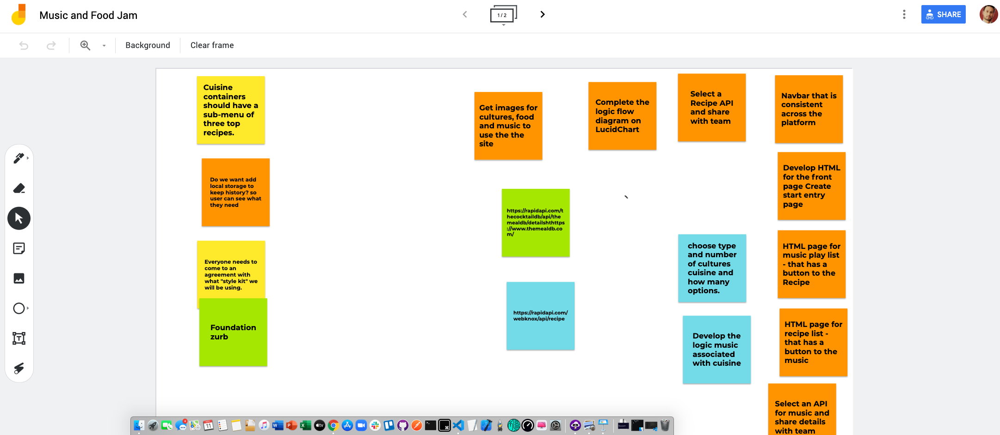 Music and Food Jam
1 / 2
SHARE
Background
Clear frame
Cuisine
containers
should have a
sub-menu of
three top
recipes.
Do we want add
local storage to
keep history? so
user can see what
they need
Everyone needs to
come to an
agreement with
what "style kit" we
will be using.
Foundation
zurb
Get images for
cultures, food
and music to
use the the
site
https://rapidapi.com/t
hecocktaildb/api/the
mealdb/detailshthttps
://www.themealdb.co
m/
https://rapidapi.com/
webknox/api/recipe
Complete the
logic flow
diagram on
LucidChart
Select a
Recipe API
and share
with team
choose type
and number
of cultures
cuisine and
how many
options.
Develop the
logic music
associated
with cuisine
Navbar that is
consistent
across the
platform
Develop HTML
for the front
page Create
start entry
page
HTML page for
music play list
- that has a
button to the
Recipe
HTML page for
recipe list -
that has a
button to the
music
Select an API
for music and
share details
with team
4
11
tv